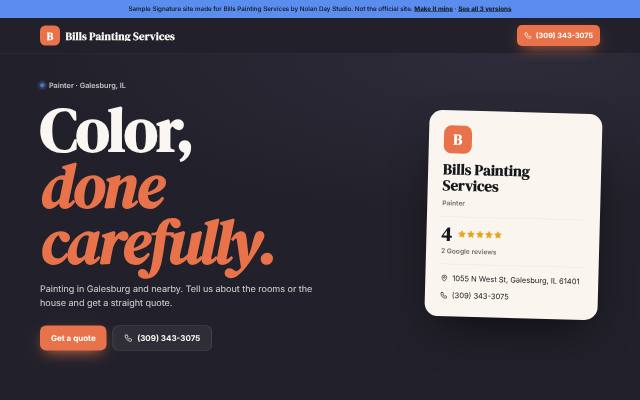 Sample Signature site made for Bills Painting Services by Nolan Day Studio. Not the official site. Make it mine · See all 3 versions
B Bills Painting Services
(309) 343-3075
Painter · Galesburg, IL
Color,
done
carefully.
Painting in Galesburg and nearby. Tell us about the rooms or the
house and get a straight quote.
Get a quote
(309) 343-3075
B
Bills Painting
Services
Painter
4 ★★★★★
2 Google reviews
1055 N West St, Galesburg, IL 61401
(309) 343-3075